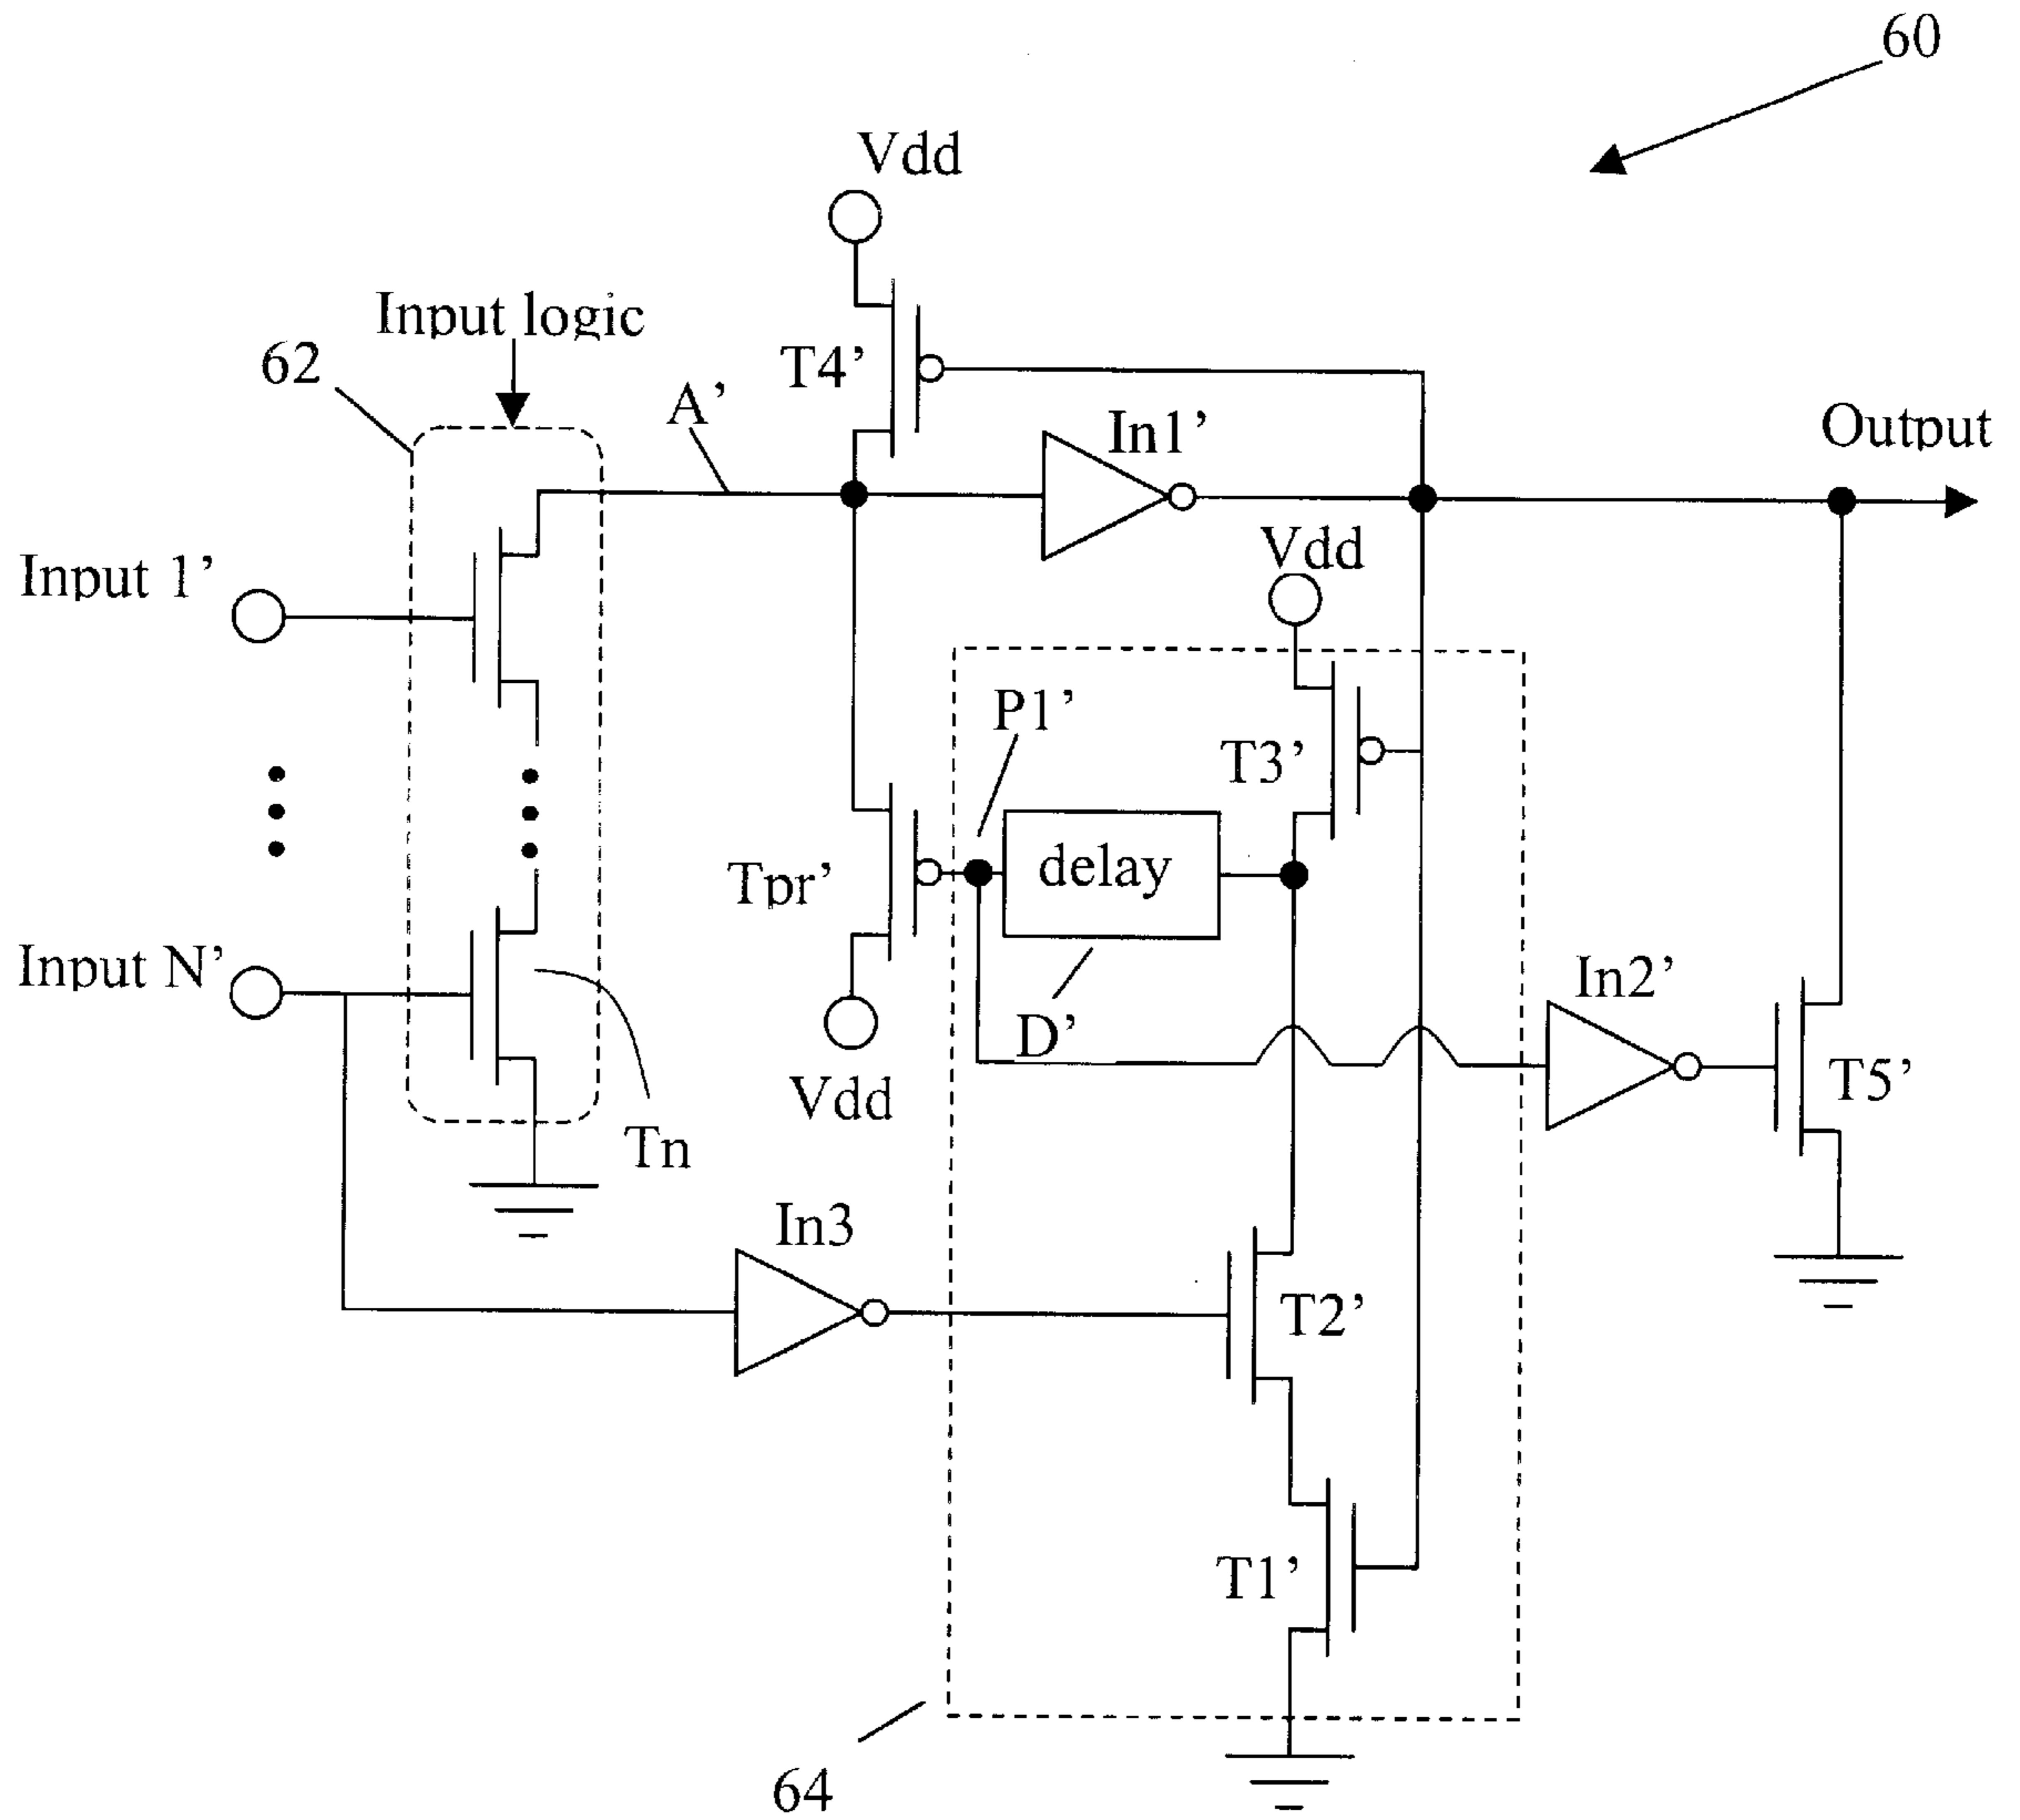 60
Vdd
Input logic
62
T4’
A’
In1’
Output
Vdd
Input 1’
P1’
T3’
delay
Tpr’
Input N’
D’
In2’
Vdd
T5’
Tn
In3
T2’
T1’
64